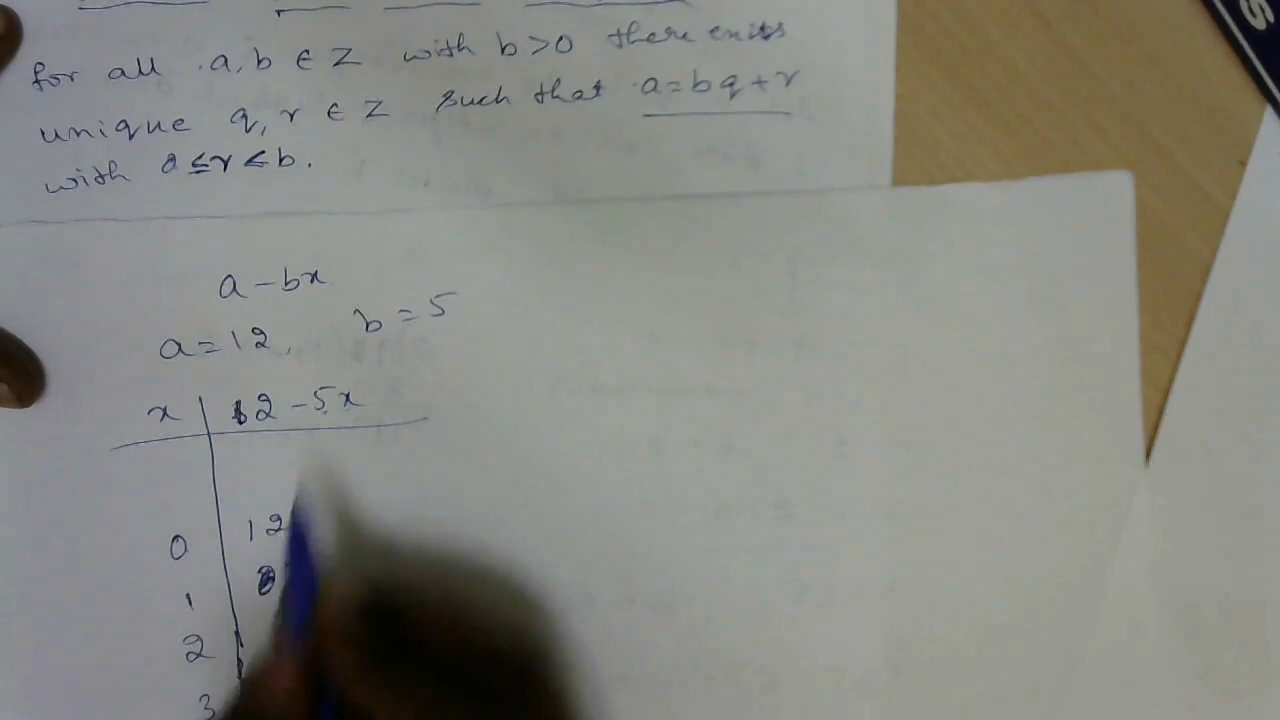 for all a, b ∈ Z with b>0 there exists
unique q, r ∈ Z such that a=bq+r
with 0≤r<b.
a-bx
a=12, b=5
x 12-5x
0 12
1
2
3
S